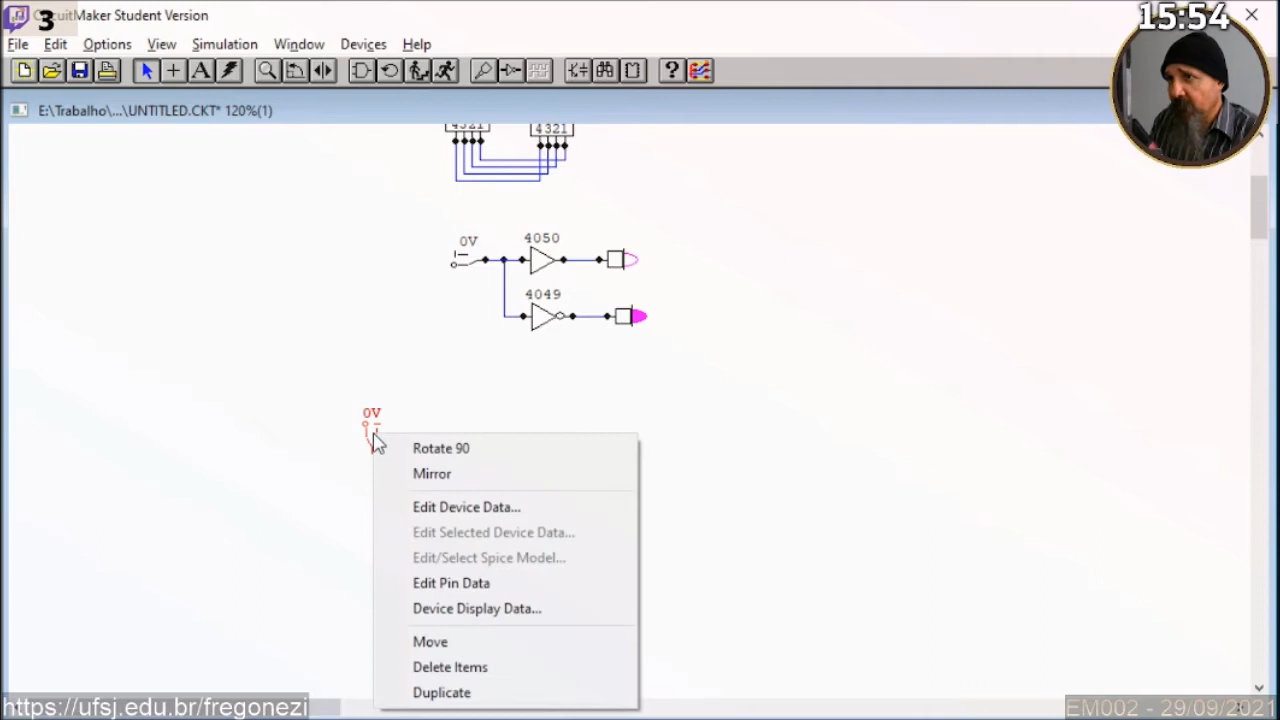 3
CircuitMaker Student Version
15:54
File Edit Options View Simulation Window Devices Help
E:\Trabalho\...\UNTITLED.CKT* 120%(1)
4321 4321
0V 4050
4049
0V
Rotate 90
Mirror
Edit Device Data...
Edit Selected Device Data...
Edit/Select Spice Model...
Edit Pin Data
Device Display Data...
Move
Delete Items
Duplicate
https://ufsj.edu.br/fregonezi
EM002 - 29/09/2021